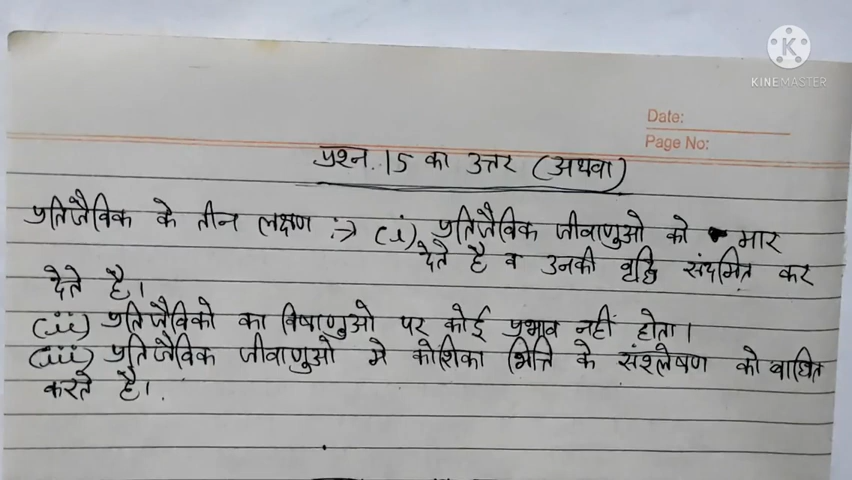 K
KINEMASTER
Date:
Page No:
प्रश्न. 15 का उत्तर (अथवा)
प्रतिजैविक के तीन लक्षण :-> (i) प्रतिजैविक जीवाणुओ को मार
देते है व उनकी वृद्धि संदमित कर
देते है।
(ii) प्रतिजैविको का विषाणुओ पर कोई प्रभाव नहीं होता।
(iii) प्रतिजैविक जीवाणुओ मे कोशिका भित्ति के संश्लेषण को बाधित
करते है।